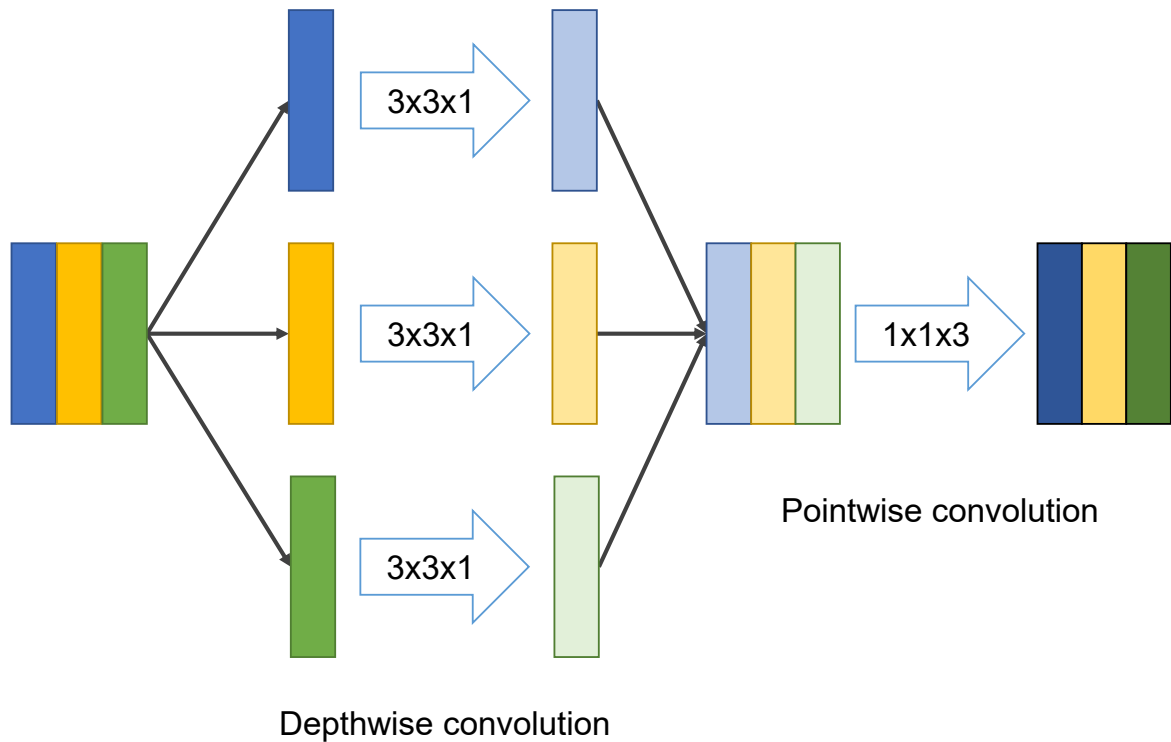 3x3x1
3x3x1
1x1x3
Pointwise convolution
3x3x1
Depthwise convolution